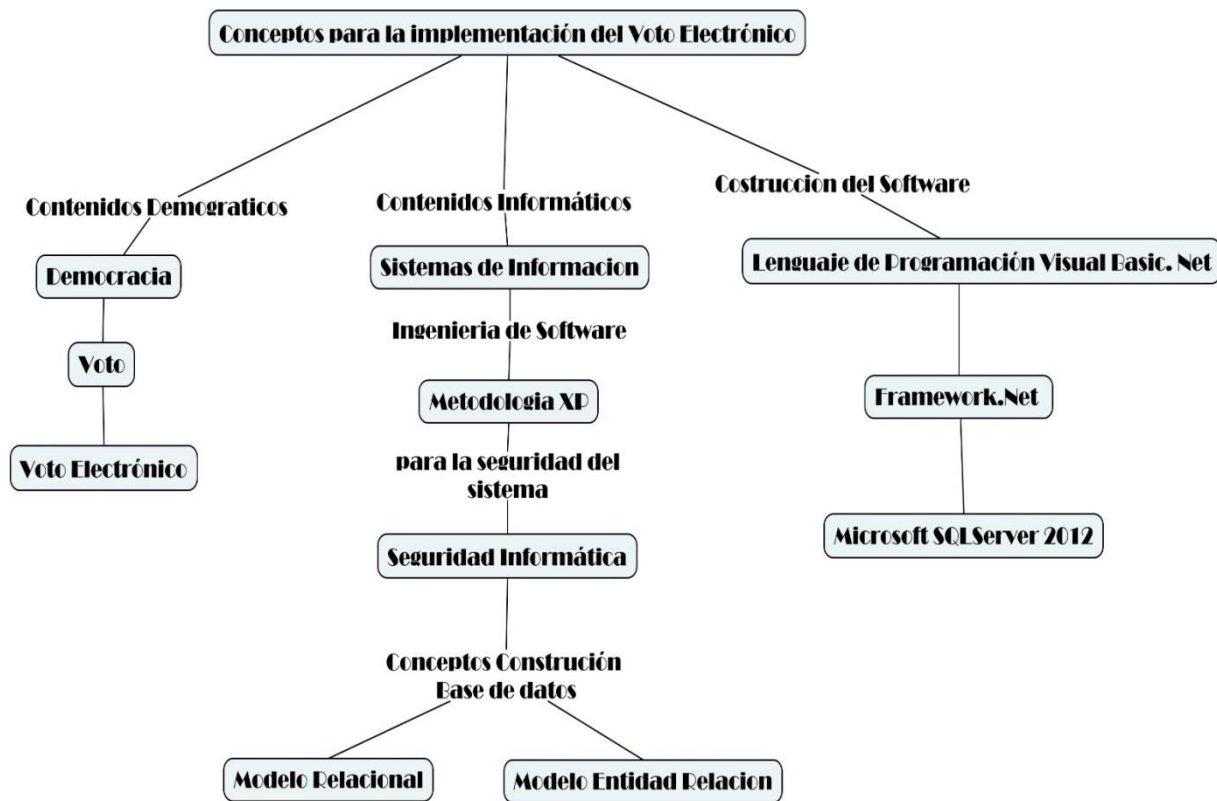 Conceptos para la implementación del Voto Electrónico
Contenidos Demograticos
Democracia
Voto
Voto Electrónico
Contenidos Informáticos
Sistemas de Informacion
Ingenieria de Software
Metodologia XP
para la seguridad del
sistema
Seguridad Informática
Conceptos Construción
Base de datos
Modelo Relacional
Modelo Entidad Relacion
Costruccion del Software
Lenguaje de Programación Visual Basic. Net
Framework.Net
Microsoft SQLServer 2012